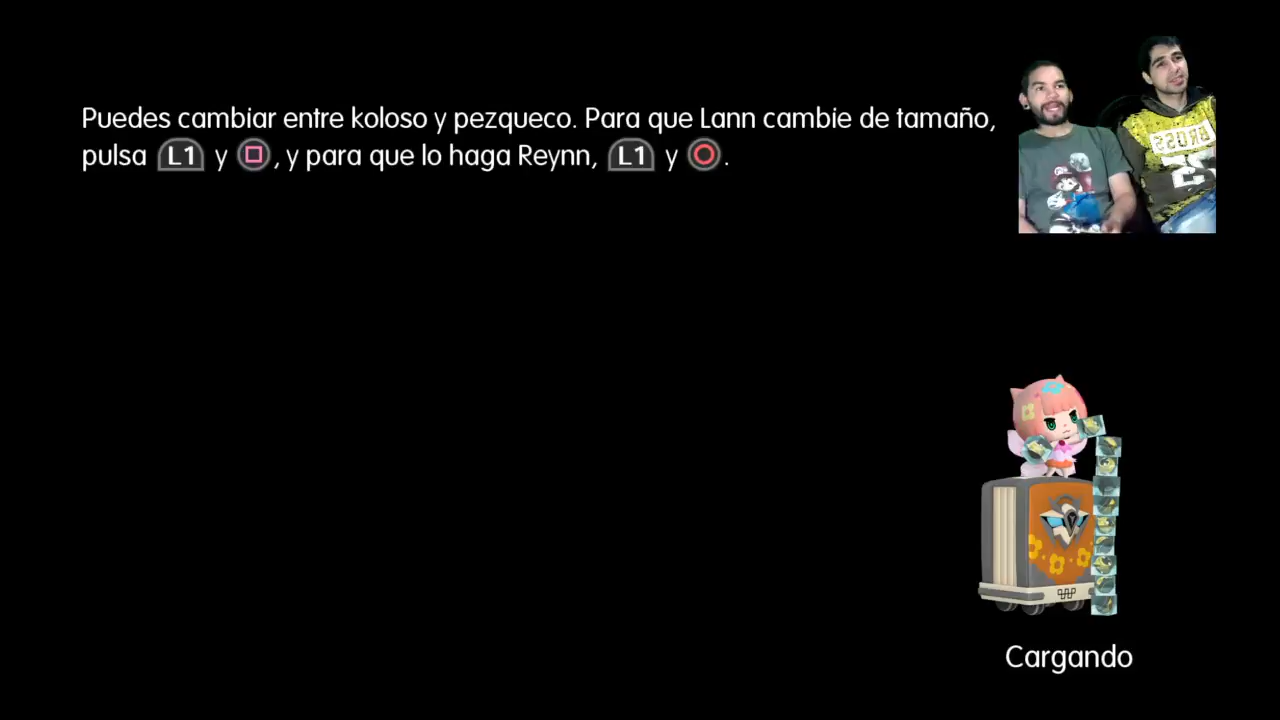 Puedes cambiar entre koloso y pezqueco. Para que Lann cambie de tamaño,
pulsa L1 y □, y para que lo haga Reynn, L1 y ○.
BROSS
Cargando